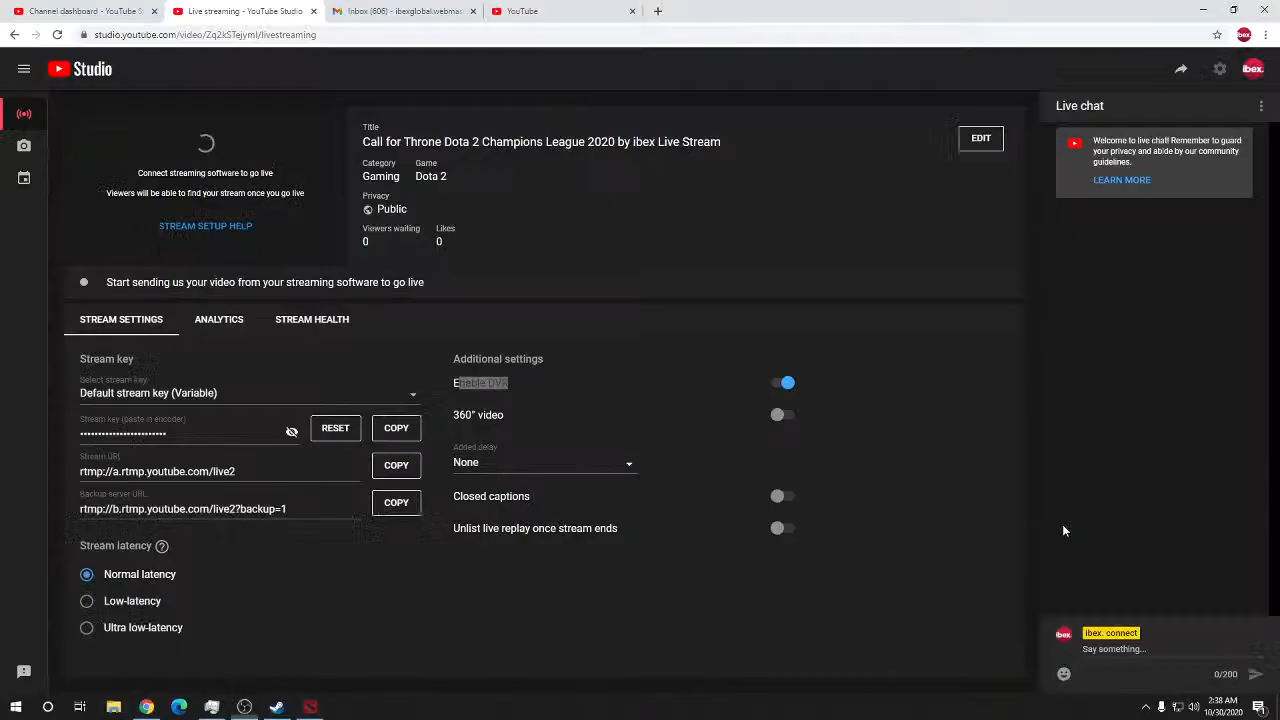 Channel dashboard - YouTube S
Live streaming - YouTube Studio
Inbox (606) - ibexglobal.webmas
YouTube
studio.youtube.com/video/Zq2kSTejymI/livestreaming
Studio
ibex.
Connect streaming software to go live
Viewers will be able to find your stream once you go live
STREAM SETUP HELP
Title
Call for Throne Dota 2 Champions League 2020 by ibex Live Stream
EDIT
Category Game
Gaming Dota 2
Privacy
Public
Viewers waiting Likes
0 0
Start sending us your video from your streaming software to go live
STREAM SETTINGS ANALYTICS STREAM HEALTH
Stream key
Select stream key
Default stream key (Variable)
Stream key (paste in encoder)
RESET COPY
Stream URL
rtmp://a.rtmp.youtube.com/live2
COPY
Backup server URL
rtmp://b.rtmp.youtube.com/live2?backup=1
COPY
Stream latency
Normal latency
Low-latency
Ultra low-latency
Additional settings
Enable DVR
360° video
Added delay
None
Closed captions
Unlist live replay once stream ends
Live chat
Welcome to live chat! Remember to guard
your privacy and abide by our community
guidelines.
LEARN MORE
ibex. connect
Say something...
0/200
2:38 AM
10/30/2020